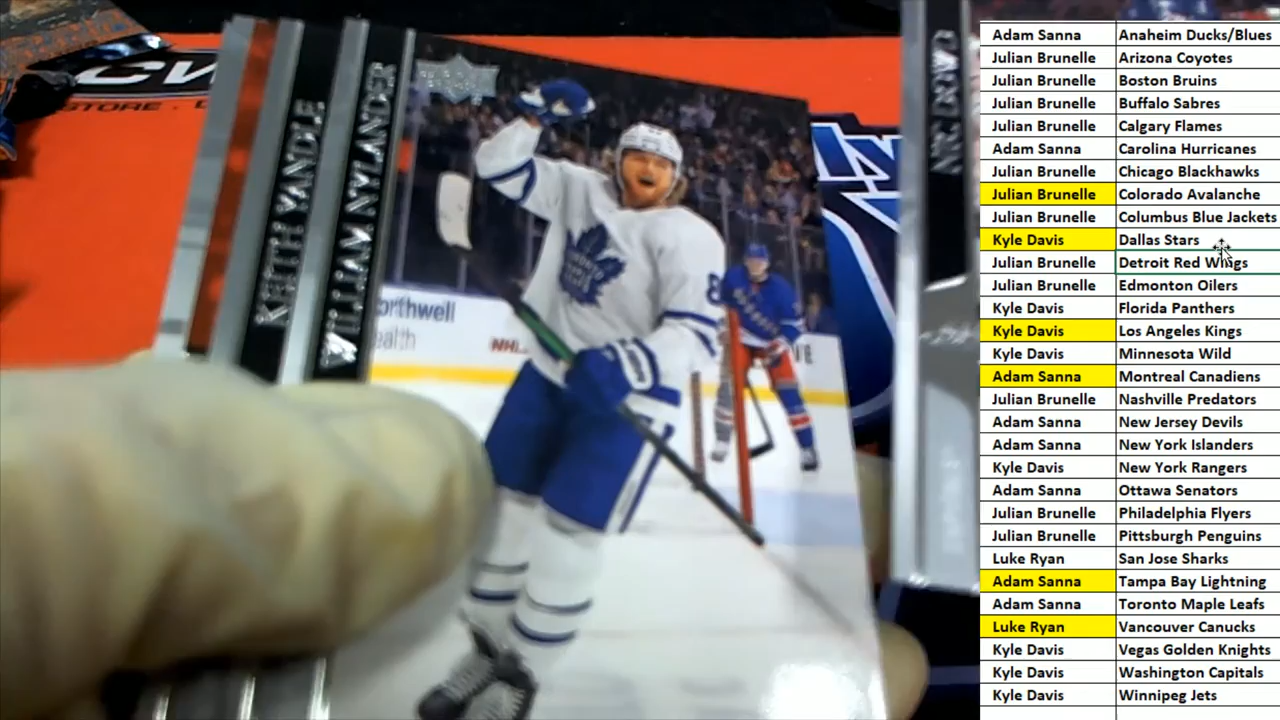 CW
STORE .
KEITH YANDLE
WILLIAM NYLANDER
UPPER DECK
orthwell
ealth
NHL
Adam Sanna Anaheim Ducks/Blues
Julian Brunelle Arizona Coyotes
Julian Brunelle Boston Bruins
Julian Brunelle Buffalo Sabres
Julian Brunelle Calgary Flames
Adam Sanna Carolina Hurricanes
Julian Brunelle Chicago Blackhawks
Julian Brunelle Colorado Avalanche
Julian Brunelle Columbus Blue Jackets
Kyle Davis Dallas Stars
Julian Brunelle Detroit Red Wings
Julian Brunelle Edmonton Oilers
Kyle Davis Florida Panthers
Kyle Davis Los Angeles Kings
Kyle Davis Minnesota Wild
Adam Sanna Montreal Canadiens
Julian Brunelle Nashville Predators
Adam Sanna New Jersey Devils
Adam Sanna New York Islanders
Kyle Davis New York Rangers
Adam Sanna Ottawa Senators
Julian Brunelle Philadelphia Flyers
Julian Brunelle Pittsburgh Penguins
Luke Ryan San Jose Sharks
Adam Sanna Tampa Bay Lightning
Adam Sanna Toronto Maple Leafs
Luke Ryan Vancouver Canucks
Kyle Davis Vegas Golden Knights
Kyle Davis Washington Capitals
Kyle Davis Winnipeg Jets